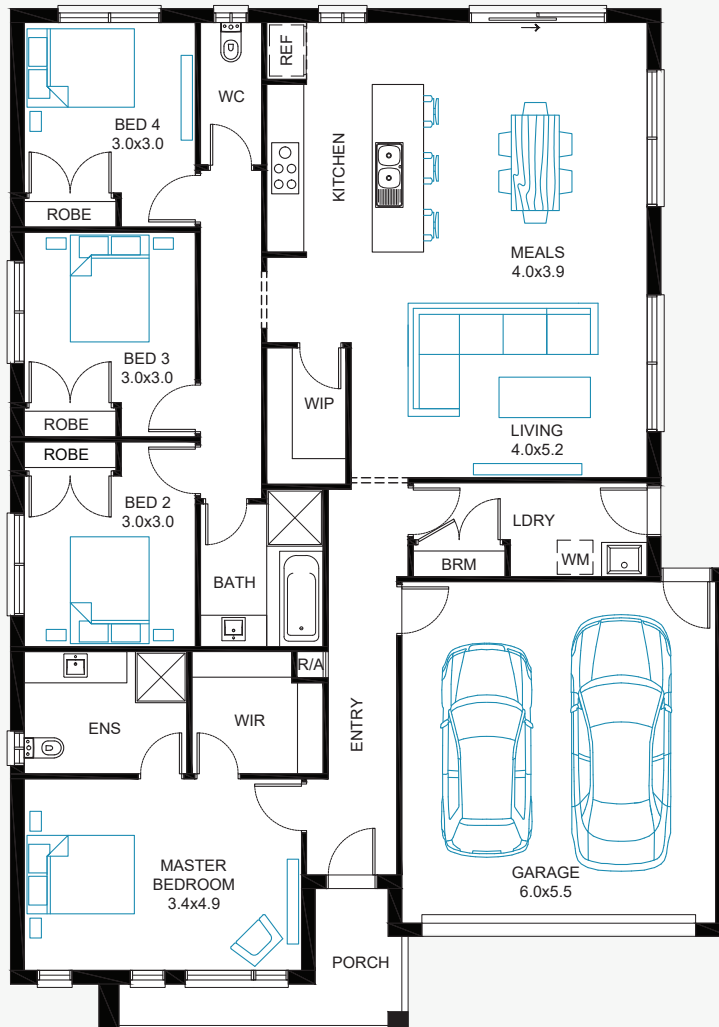 REF
WC
BED 4
3.0x3.0
KITCHEN
ROBE
MEALS
4.0x3.9
BED 3
3.0x3.0
WIP
ROBE
LIVING
4.0x5.2
ROBE
BED 2
3.0x3.0
LDRY
BRM
WM
BATH
R/A
ENS
WIR
ENTRY
MASTER
BEDROOM
3.4x4.9
GARAGE
6.0x5.5
PORCH